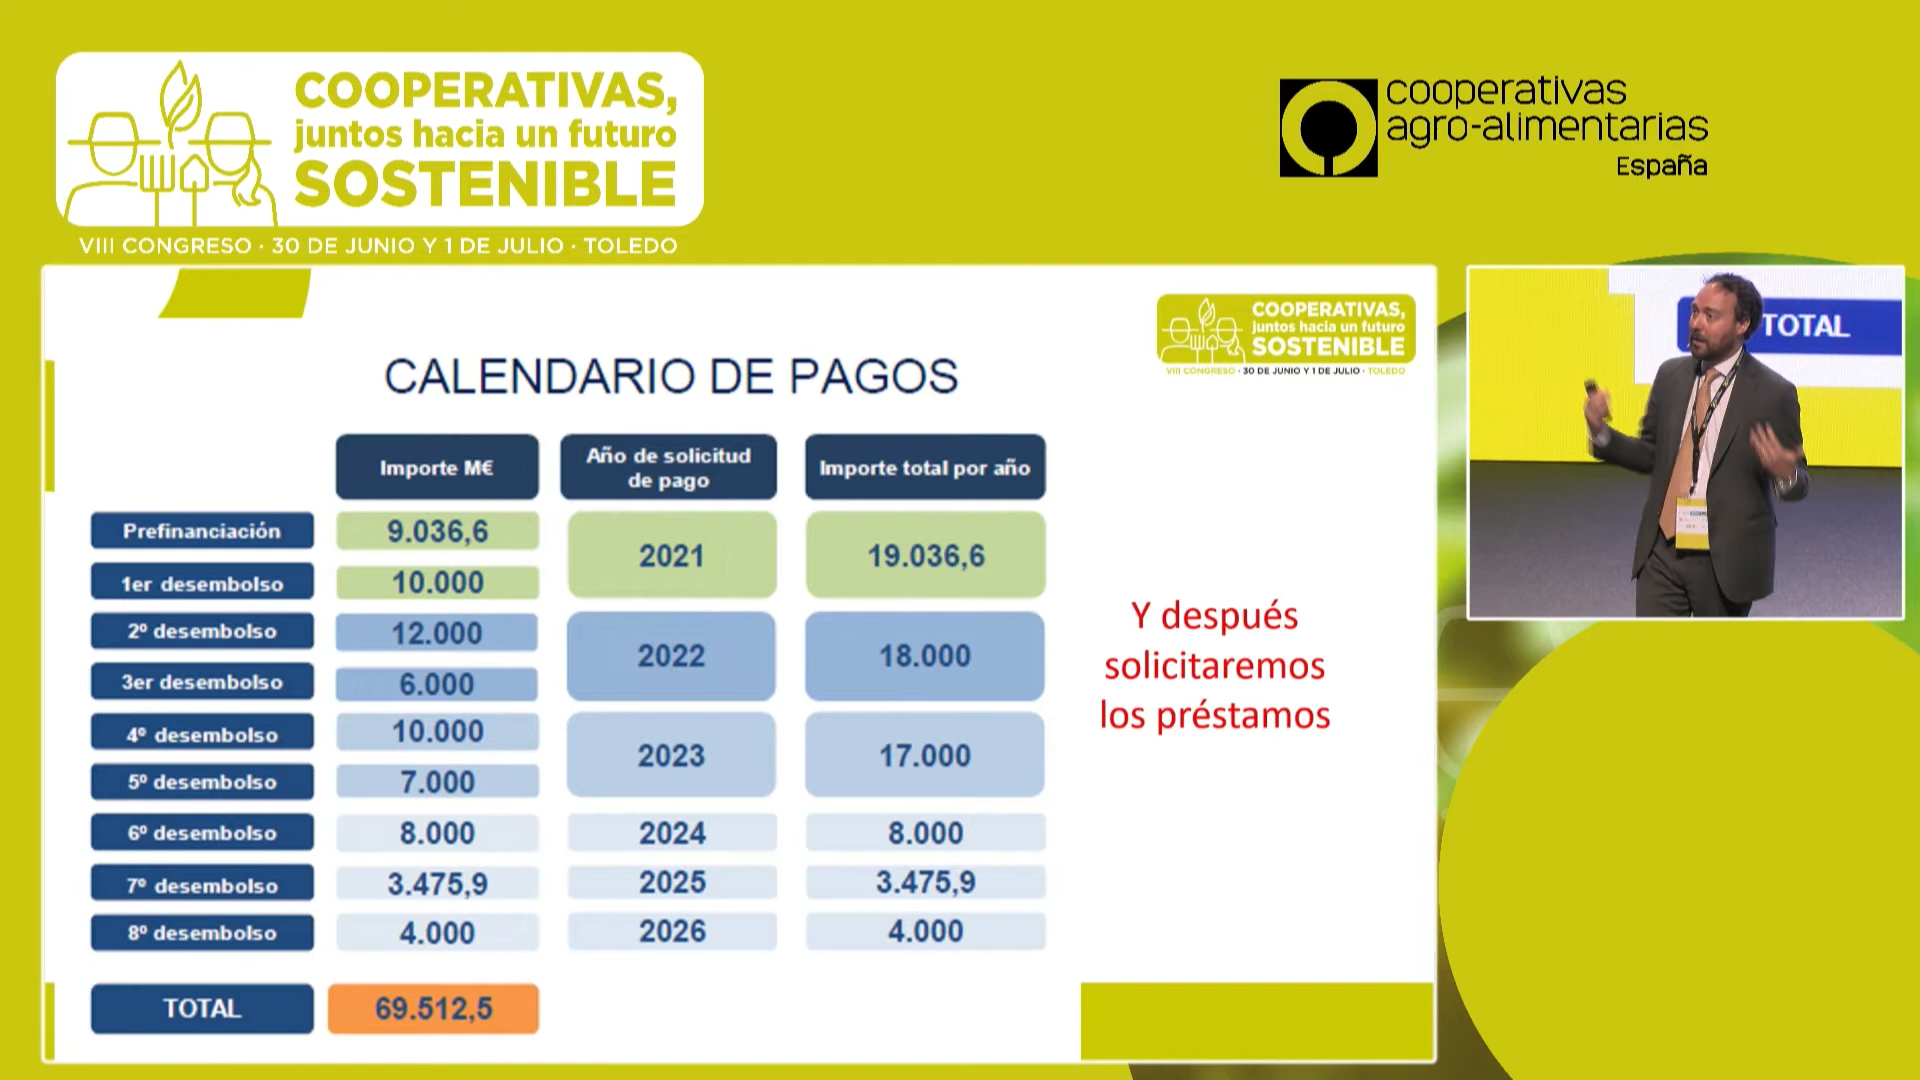 COOPERATIVAS,
juntos hacia un futuro
SOSTENIBLE
VIII CONGRESO · 30 DE JUNIO Y 1 DE JULIO · TOLEDO
cooperativas
agro-alimentarias
España
COOPERATIVAS,
juntos hacia un futuro
SOSTENIBLE
VIII CONGRESO · 30 DE JUNIO Y 1 DE JULIO · TOLEDO
TOTAL
CALENDARIO DE PAGOS
Importe M€
Año de solicitud
de pago
Importe total por año
Prefinanciación 9.036,6
1er desembolso 10.000
2021 19.036,6
2º desembolso 12.000
3er desembolso 6.000
2022 18.000
4º desembolso 10.000
5º desembolso 7.000
2023 17.000
6º desembolso 8.000 2024 8.000
7º desembolso 3.475,9 2025 3.475,9
8º desembolso 4.000 2026 4.000
TOTAL 69.512,5
Y después
solicitaremos
los préstamos